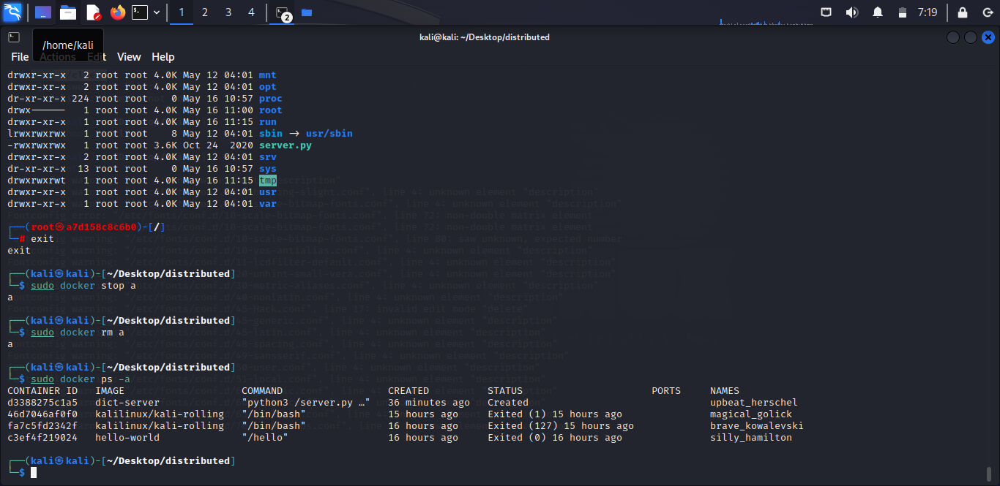 1 2 3 4 2 7:19
kali@kali: ~/Desktop/distributed
/home/kali
File Actions Edit View Help
drwxr-xr-x   2 root root 4.0K May 12 04:01 mnt
drwxr-xr-x   2 root root 4.0K May 12 04:01 opt
dr-xr-xr-x 224 root root    0 May 16 10:57 proc
drwx------   1 root root 4.0K May 16 11:00 root
drwxr-xr-x   1 root root 4.0K May 16 11:15 run
lrwxrwxrwx   1 root root    8 May 12 04:01 sbin -> usr/sbin
-rwxrwxrwx   1 root root 3.6K Oct 24  2020 server.py
drwxr-xr-x   2 root root 4.0K May 12 04:01 srv
dr-xr-xr-x  13 root root    0 May 16 10:57 sys
drwxrwxrwt   1 root root 4.0K May 16 11:15 tmp
drwxr-xr-x   1 root root 4.0K May 12 04:01 usr
drwxr-xr-x   1 root root 4.0K May 12 04:01 var
┌──(root㉿a7d158c8c6b0)-[/]
└─# exit
exit
┌──(kali㉿kali)-[~/Desktop/distributed]
└─$ sudo docker stop a
a
┌──(kali㉿kali)-[~/Desktop/distributed]
└─$ sudo docker rm a
a
┌──(kali㉿kali)-[~/Desktop/distributed]
└─$ sudo docker ps -a
CONTAINER ID   IMAGE                    COMMAND                  CREATED          STATUS                      PORTS     NAMES
d3388275c1a5   dict-server              "python3 /server.py …"   36 minutes ago   Created                               upbeat_herschel
46d7046af0f0   kalilinux/kali-rolling   "/bin/bash"              15 hours ago     Exited (1) 15 hours ago               magical_golick
fa7c5fd2342f   kalilinux/kali-rolling   "/bin/bash"              16 hours ago     Exited (127) 15 hours ago             brave_kowalevski
c3ef4f219024   hello-world              "/hello"                 16 hours ago     Exited (0) 16 hours ago               silly_hamilton
┌──(kali㉿kali)-[~/Desktop/distributed]
└─$